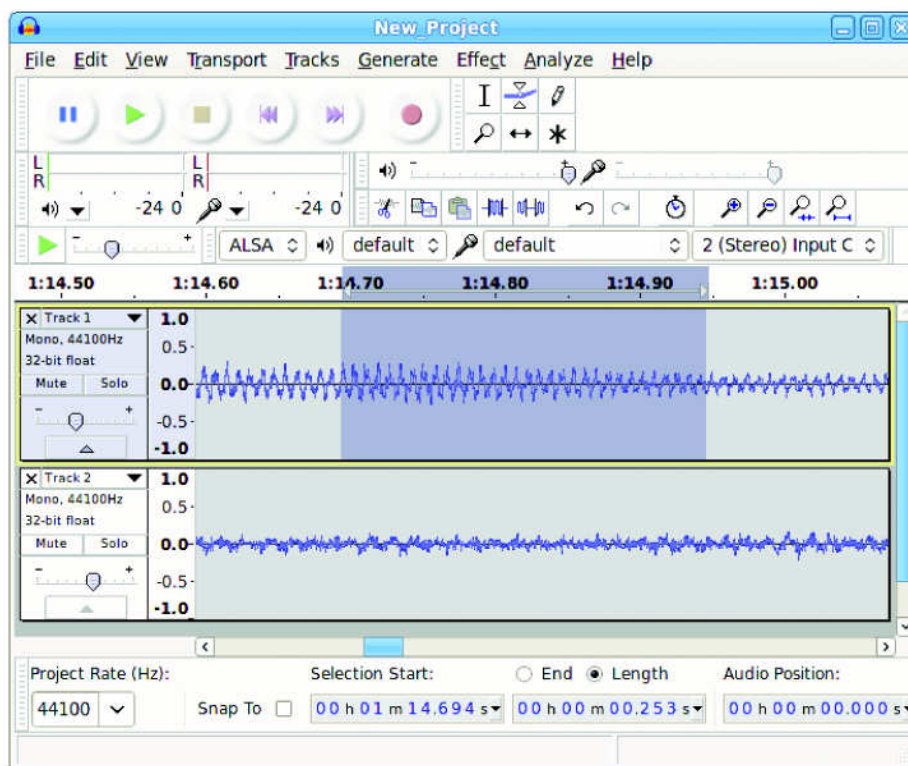 New_Project
File Edit View Transport Tracks Generate Effect Analyze Help
L
R
L
R
-24 0
-24 0
ALSA default default 2 (Stereo) Input C
1:14.50 1:14.60 1:14.70 1:14.80 1:14.90 1:15.00
X Track 1
Mono, 44100Hz
32-bit float
Mute Solo
- +
1.0
0.5
0.0
-0.5
-1.0
X Track 2
Mono, 44100Hz
32-bit float
Mute Solo
- +
1.0
0.5
0.0
-0.5
-1.0
Project Rate (Hz): Selection Start: End Length Audio Position:
44100 Snap To 00 h 01 m 14.694 s 00 h 00 m 00.253 s 00 h 00 m 00.000 s